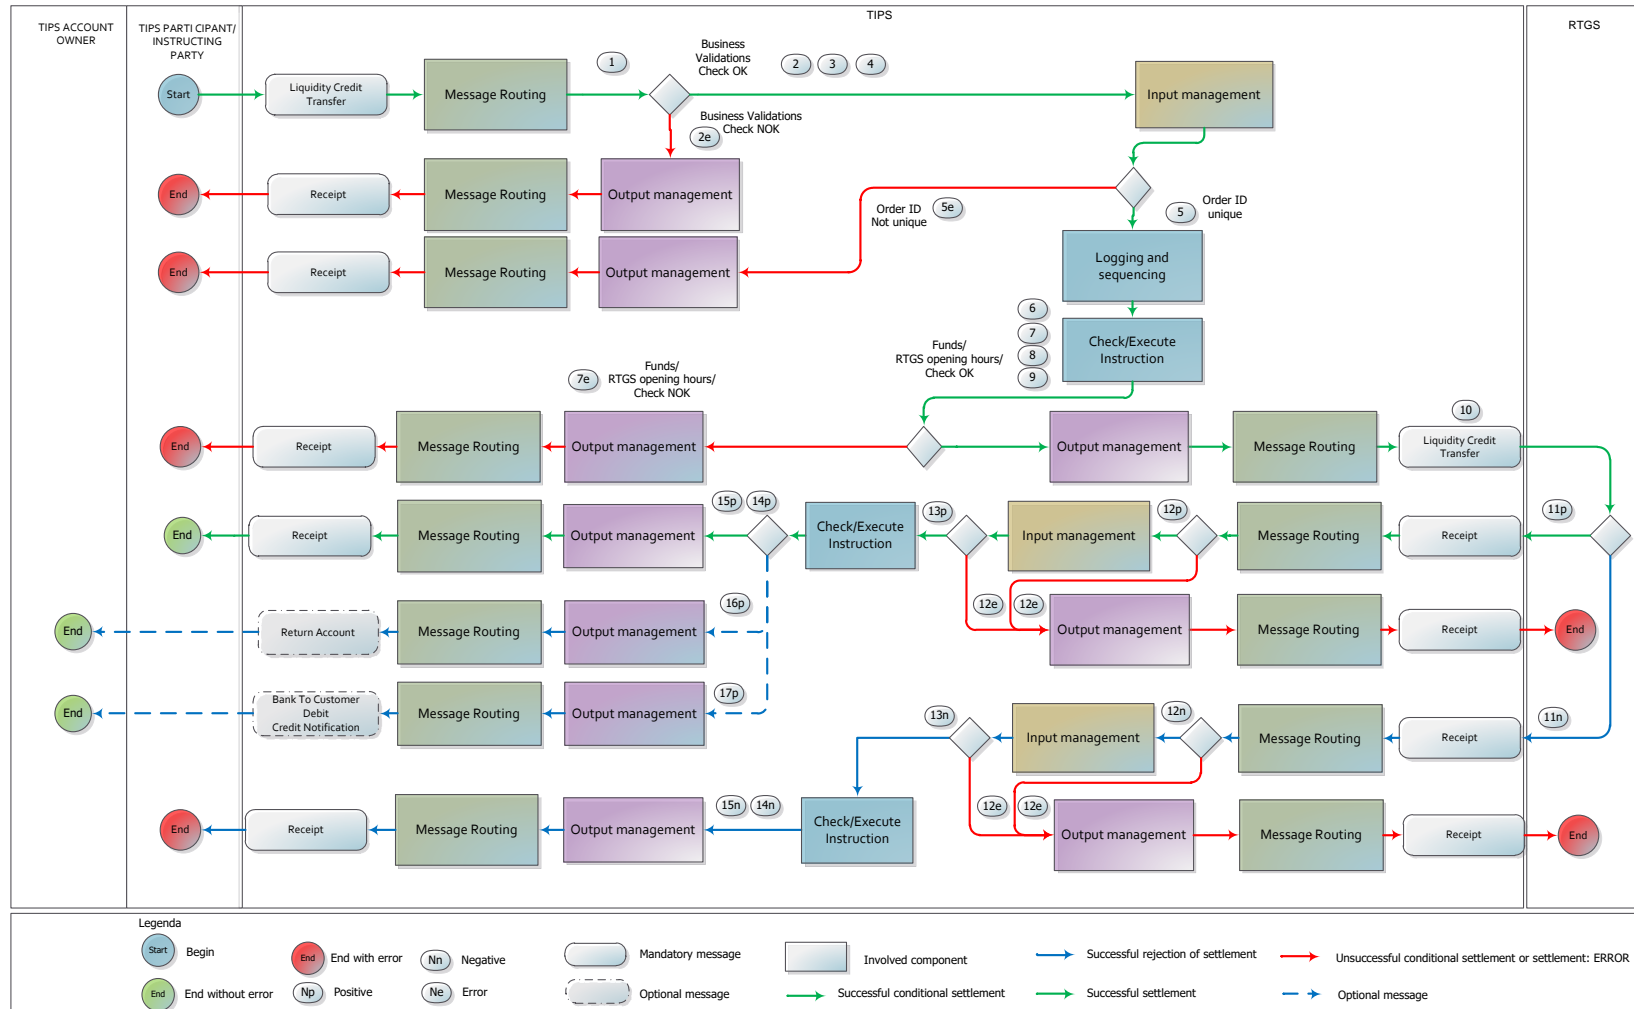 TIPS
RTGS
TIPS ACCOUNT
OWNER
TIPS PARTI CIPANT/
INSTRUCTING
PARTY
Start
Liquidity Credit
Transfer
Message Routing
1
Business
Validations
Check OK
2
3
4
Input management
Business Validations
Check NOK
2e
End
Receipt
Message Routing
Output management
Order ID
Not unique
5e
5
Order ID
unique
End
Receipt
Message Routing
Output management
Logging and
sequencing
6
7
8
9
Check/Execute
Instruction
Funds/
RTGS opening hours/
Check OK
7e
Funds/
RTGS opening hours/
Check NOK
End
Receipt
Message Routing
Output management
Output management
Message Routing
10
Liquidity Credit
Transfer
End
Receipt
Message Routing
Output management
15p
14p
Check/Execute
Instruction
13p
Input management
12p
Message Routing
Receipt
11p
End
Return Account
Message Routing
Output management
16p
12e
12e
Output management
Message Routing
Receipt
End
End
Bank To Customer
Debit
Credit Notification
Message Routing
Output management
17p
13n
Input management
12n
Message Routing
Receipt
11n
End
Receipt
Message Routing
Output management
15n
14n
Check/Execute
Instruction
12e
12e
Output management
Message Routing
Receipt
End
Legenda
Start
Begin
End
End with error
Nn
Negative
Mandatory message
Involved component
Successful rejection of settlement
Unsuccessful conditional settlement or settlement: ERROR
End
End without error
Np
Positive
Ne
Error
Optional message
Successful conditional settlement
Successful settlement
Optional message